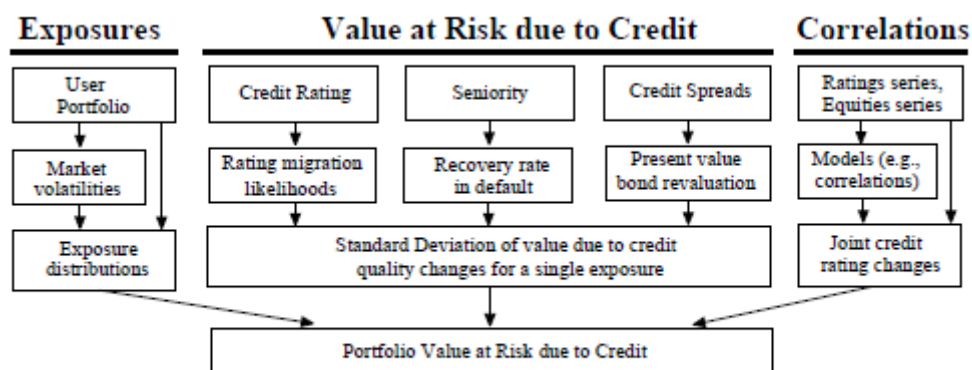 Exposures
Value at Risk due to Credit
Correlations
User
Portfolio
Credit Rating
Seniority
Credit Spreads
Ratings series,
Equities series
Market
volatilities
Rating migration
likelihoods
Recovery rate
in default
Present value
bond revaluation
Models (e.g.,
correlations)
Exposure
distributions
Standard Deviation of value due to credit
quality changes for a single exposure
Joint credit
rating changes
Portfolio Value at Risk due to Credit